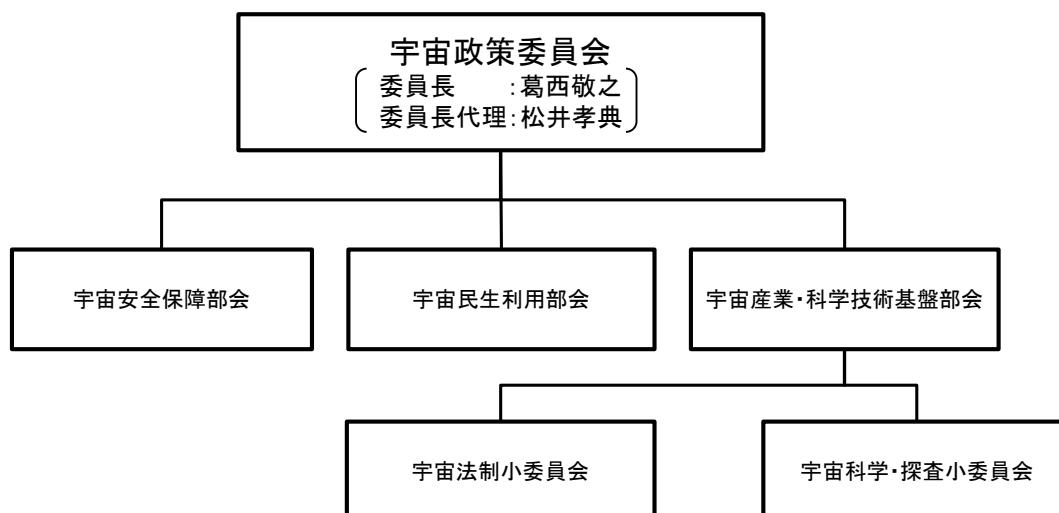 宇宙政策委員会
委員長　　:葛西敬之
委員長代理:松井孝典
宇宙安全保障部会
宇宙民生利用部会
宇宙産業・科学技術基盤部会
宇宙法制小委員会
宇宙科学・探査小委員会